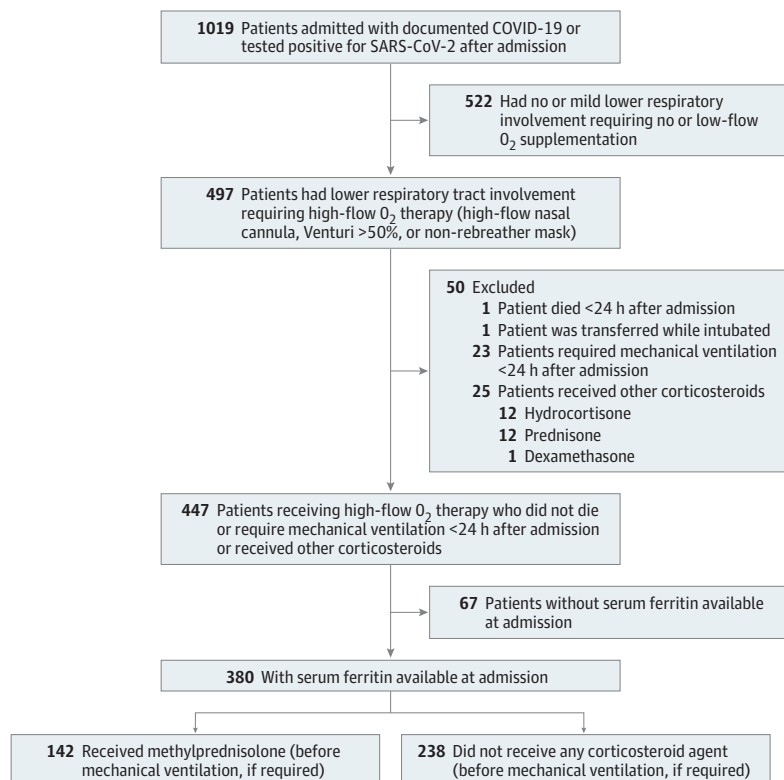 1019 Patients admitted with documented COVID-19 or
tested positive for SARS-CoV-2 after admission
522 Had no or mild lower respiratory
involvement requiring no or low-flow
O2 supplementation
497 Patients had lower respiratory tract involvement
requiring high-flow O2 therapy (high-flow nasal
cannula, Venturi >50%, or non-rebreather mask)
50 Excluded
1 Patient died <24 h after admission
1 Patient was transferred while intubated
23 Patients required mechanical ventilation
<24 h after admission
25 Patients received other corticosteroids
12 Hydrocortisone
12 Prednisone
1 Dexamethasone
447 Patients receiving high-flow O2 therapy who did not die
or require mechanical ventilation <24 h after admission
or received other corticosteroids
67 Patients without serum ferritin available
at admission
380 With serum ferritin available at admission
142 Received methylprednisolone (before
mechanical ventilation, if required)
238 Did not receive any corticosteroid agent
(before mechanical ventilation, if required)